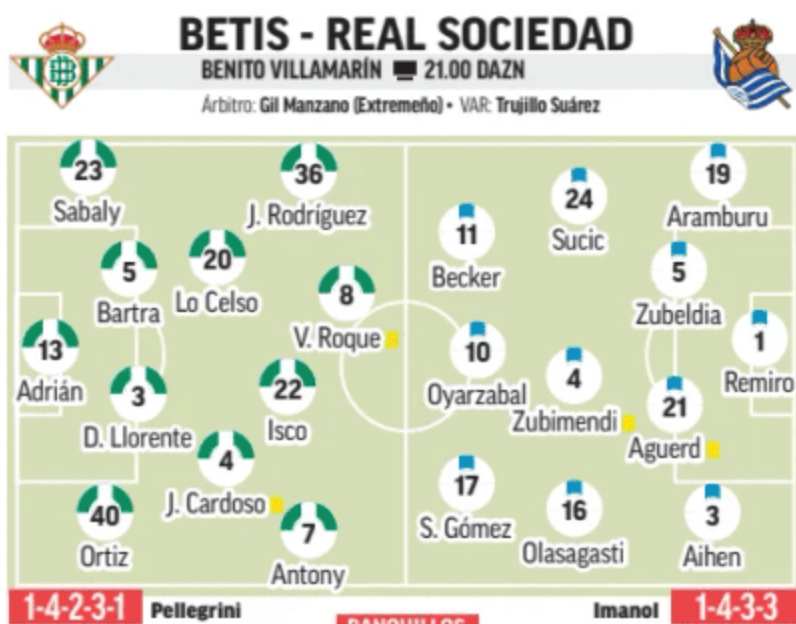 BETIS - REAL SOCIEDAD
BENITO VILLAMARÍN 21.00 DAZN
Árbitro: Gil Manzano (Extremeño) • VAR: Trujillo Suárez
23
Sabaly
36
J. Rodríguez
5
Bartra
20
Lo Celso
8
V. Roque
13
Adrián
3
D. Llorente
22
Isco
4
J. Cardoso
40
Ortiz
7
Antony
11
Becker
24
Sucic
19
Aramburu
5
Zubeldia
10
Oyarzabal
4
Zubimendi
1
Remiro
21
Aguerd
17
S. Gómez
16
Olasagasti
3
Aihen
1-4-2-3-1 Pellegrini
Imanol 1-4-3-3
BANQUILLOS